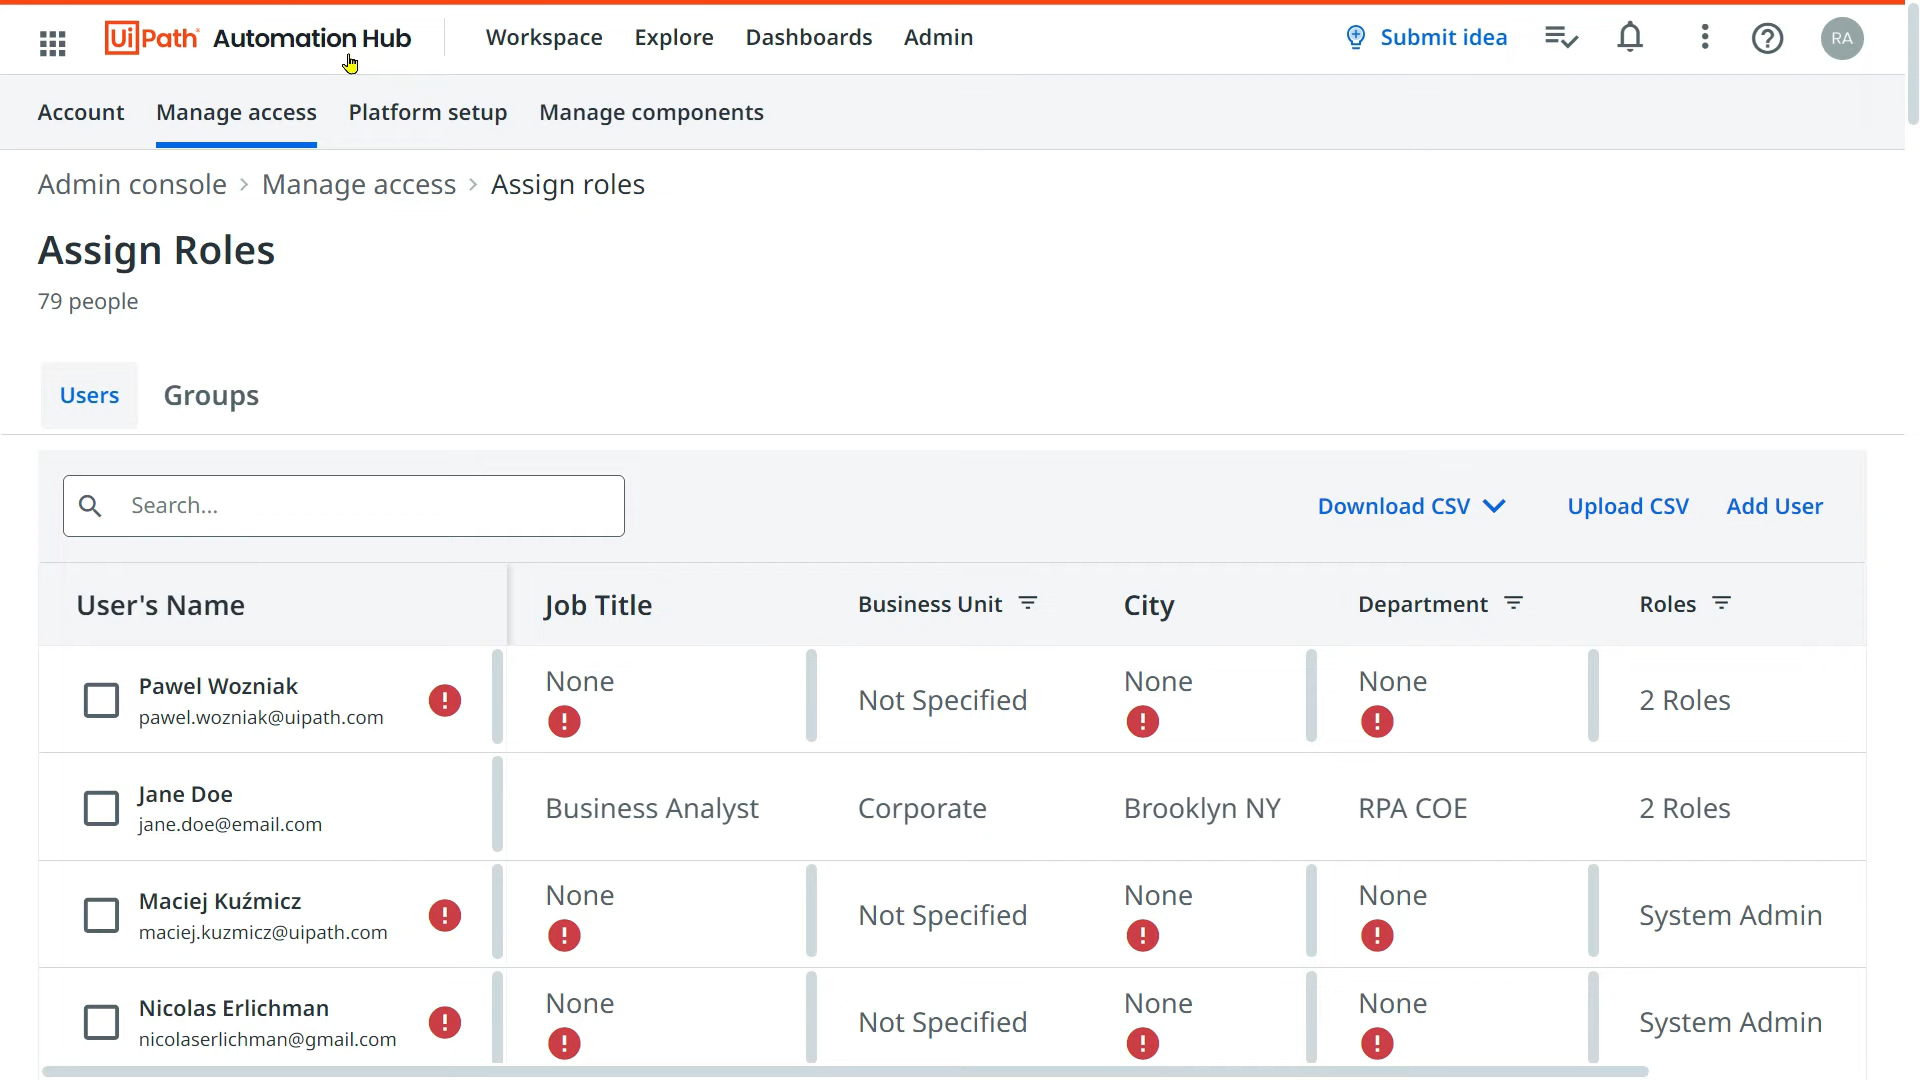 UiPath Automation Hub Workspace Explore Dashboards Admin Submit idea RA
Account Manage access Platform setup Manage components
Admin console > Manage access > Assign roles
Assign Roles
79 people
Users Groups
Search... Download CSV Upload CSV Add User
User's Name Job Title Business Unit City Department Roles
Pawel Wozniak
pawel.wozniak@uipath.com
None Not Specified None None 2 Roles
Jane Doe
jane.doe@email.com
Business Analyst Corporate Brooklyn NY RPA COE 2 Roles
Maciej Kuźmicz
maciej.kuzmicz@uipath.com
None Not Specified None None System Admin
Nicolas Erlichman
nicolaserlichman@gmail.com
None Not Specified None None System Admin